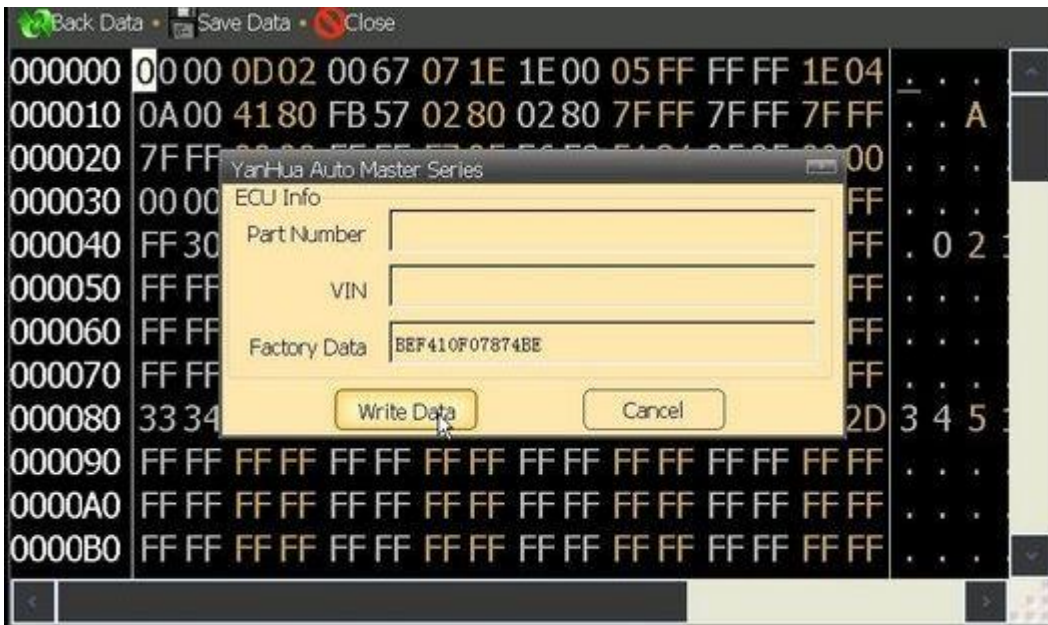 Back Data • Save Data • Close
000000 00 00 0D 02 00 67 07 1E 1E 00 05 FF FF FF 1E 04 _ . .
000010 0A 00 41 80 FB 57 02 80 02 80 7F FF 7F FF 7F FF . . A
000020 7F FF 00 . . .
YanHua Auto Master Series
000030 00 00 FF . . .
ECU Info
Part Number
000040 FF 30 FF . 0 2
000050 FF FF FF . . .
VIN
000060 FF FF FF . . .
Factory Data BEF410F07874BE
000070 FF FF FF . . .
Write Data Cancel
000080 33 34 2D 3 4 5
000090 FF FF FF FF FF FF FF FF FF FF FF FF FF FF FF FF . . .
0000A0 FF FF FF FF FF FF FF FF FF FF FF FF FF FF FF FF . . .
0000B0 FF FF FF FF FF FF FF FF FF FF FF FF FF FF FF FF . . .